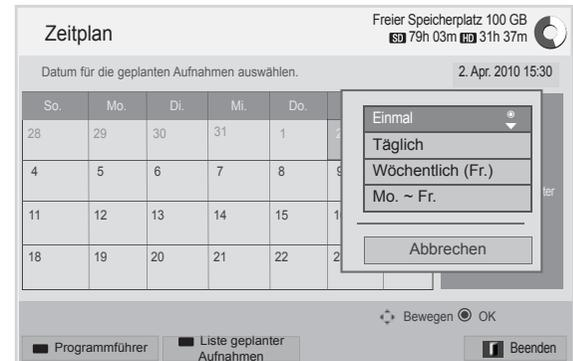 Zeitplan
Freier Speicherplatz 100 GB
SD 79h 03m HD 31h 37m
Datum für die geplanten Aufnahmen auswählen.
2. Apr. 2010 15:30
So. Mo. Di. Mi. Do.
28 29 30 31 1 2
4 5 6 7 8 9
11 12 13 14 15 1
18 19 20 21 22 2
Einmal
Täglich
Wöchentlich (Fr.)
Mo. ~ Fr.
Abbrechen
ter
Bewegen OK
Programmführer
Liste geplanter
Aufnahmen
Beenden